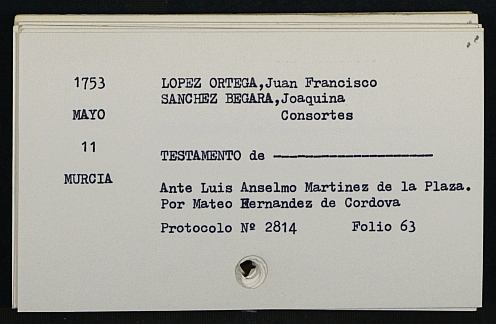 1753 LOPEZ ORTEGA,Juan Francisco
SANCHEZ BEGARA,Joaquina
MAYO Consortes
11
TESTAMENTO de ————————————————
MURCIA
Ante Luis Anselmo Martinez de la Plaza.
Por Mateo Hernandez de Cordova
Protocolo Nº 2814 Folio 63